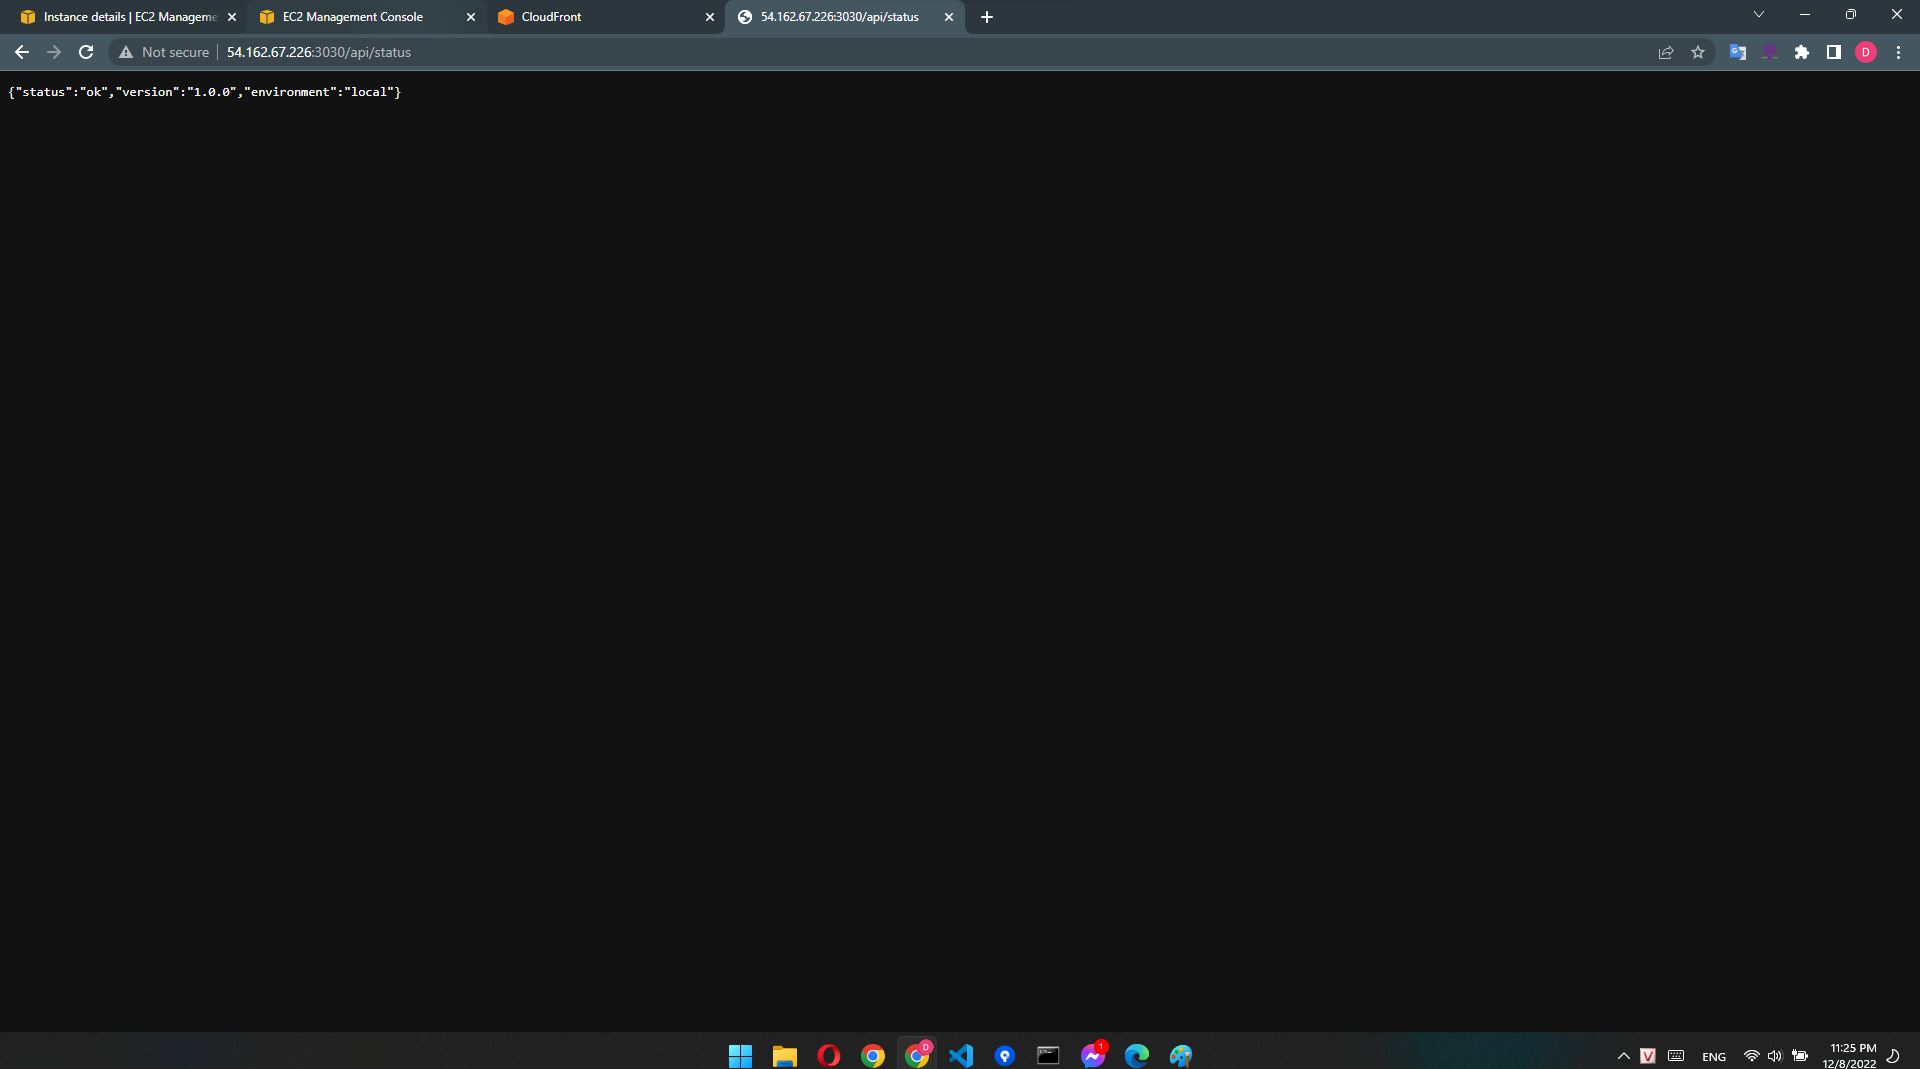 Instance details | EC2 Manageme
EC2 Management Console
CloudFront
54.162.67.226:3030/api/status
Not secure
54.162.67.226:3030/api/status
D
{"status":"ok","version":"1.0.0","environment":"local"}
D
1
V
ENG
11:25 PM
12/8/2022